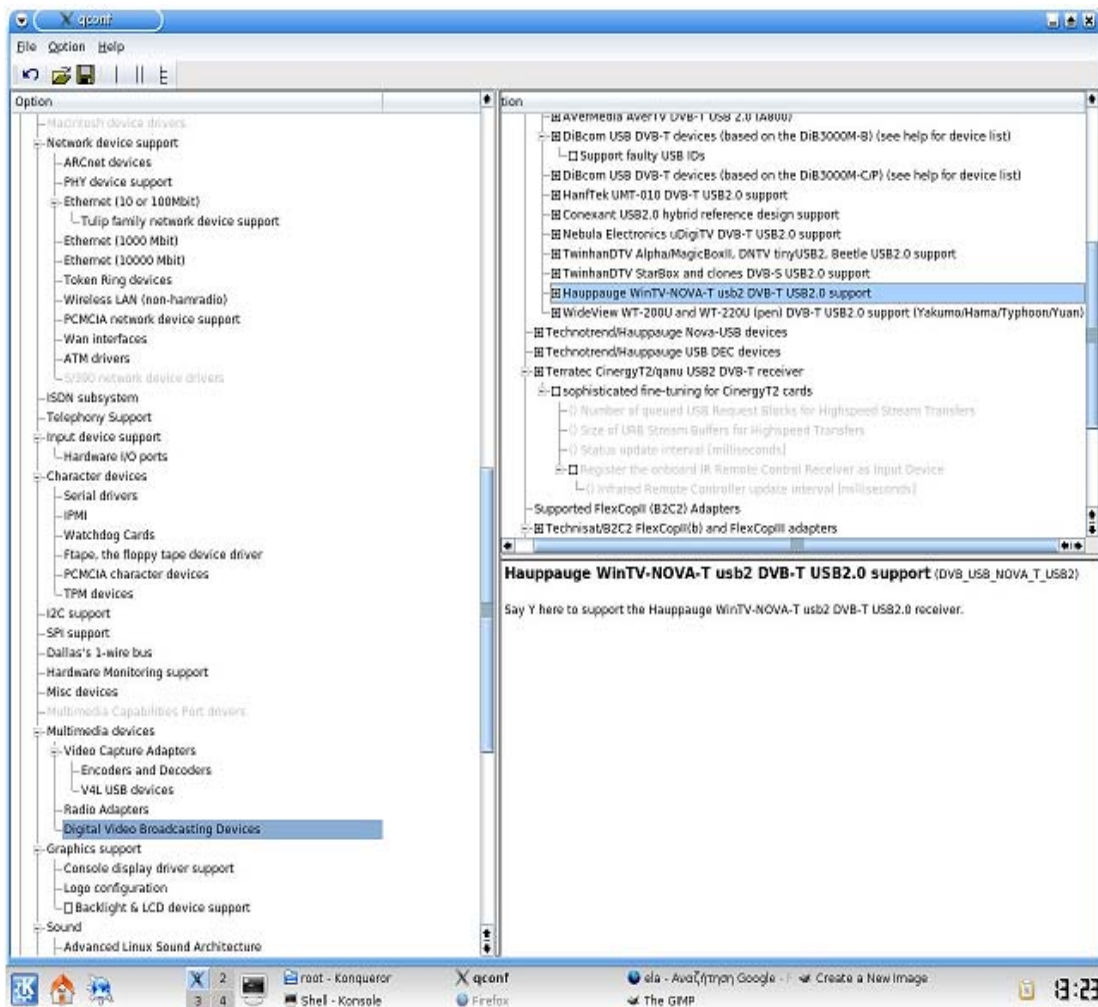 qconf
File Option Help
Option
Macintosh device drivers
Network device support
ARCnet devices
PHY device support
Ethernet (10 or 100Mbit)
Tulip family network device support
Ethernet (1000 Mbit)
Ethernet (10000 Mbit)
Token Ring devices
Wireless LAN (non-hamradio)
PCMCIA network device support
Wan interfaces
ATM drivers
S/390 network device drivers
ISDN subsystem
Telephony Support
Input device support
Hardware I/O ports
Character devices
Serial drivers
IPMI
Watchdog Cards
Ftape, the floppy tape device driver
PCMCIA character devices
TPM devices
I2C support
SPI support
Dallas's 1-wire bus
Hardware Monitoring support
Misc devices
Multimedia Capabilities Port drivers
Multimedia devices
Video Capture Adapters
Encoders and Decoders
V4L USB devices
Radio Adapters
Digital Video Broadcasting Devices
Graphics support
Console display driver support
Logo configuration
Backlight & LCD device support
Sound
Advanced Linux Sound Architecture
tion
AVerMedia AverTV DVB-T USB 2.0 (A800)
DiBcom USB DVB-T devices (based on the DiB3000M-B) (see help for device list)
Support faulty USB IDs
DiBcom USB DVB-T devices (based on the DiB3000M-C/P) (see help for device list)
HanfTek UMT-010 DVB-T USB2.0 support
Conexant USB2.0 hybrid reference design support
Nebula Electronics uDigiTV DVB-T USB2.0 support
TwinhanDTV Alpha/MagicBoxII, DNTV tinyUSB2, Beetle USB2.0 support
TwinhanDTV StarBox and clones DVB-S USB2.0 support
Hauppauge WinTV-NOVA-T usb2 DVB-T USB2.0 support
WideView WT-200U and WT-220U (pen) DVB-T USB2.0 support (Yakumo/Hama/Typhoon/Yuan)
Technotrend/Hauppauge Nova-USB devices
Technotrend/Hauppauge USB DEC devices
Terratec CinergyT2/qanu USB2 DVB-T receiver
sophisticated fine-tuning for CinergyT2 cards
() Number of queued USB Request Blocks for Highspeed Stream Transfers
() Size of URB Stream Buffers for Highspeed Transfers
() Status update interval [milliseconds]
Register the onboard IR Remote Control Receiver as Input Device
() Infrared Remote Controller update interval [milliseconds]
Supported FlexCopII (B2C2) Adapters
Technisat/B2C2 FlexCopII(b) and FlexCopIII adapters
Hauppauge WinTV-NOVA-T usb2 DVB-T USB2.0 support (DVB_USB_NOVA_T_USB2)
Say Y here to support the Hauppauge WinTV-NOVA-T usb2 DVB-T USB2.0 receiver.
2
3 4
root - Konqueror
Shell - Konsole
qconf
Firefox
ela - Αναζήτηση Google - F
The GIMP
Create a New Image
13:23